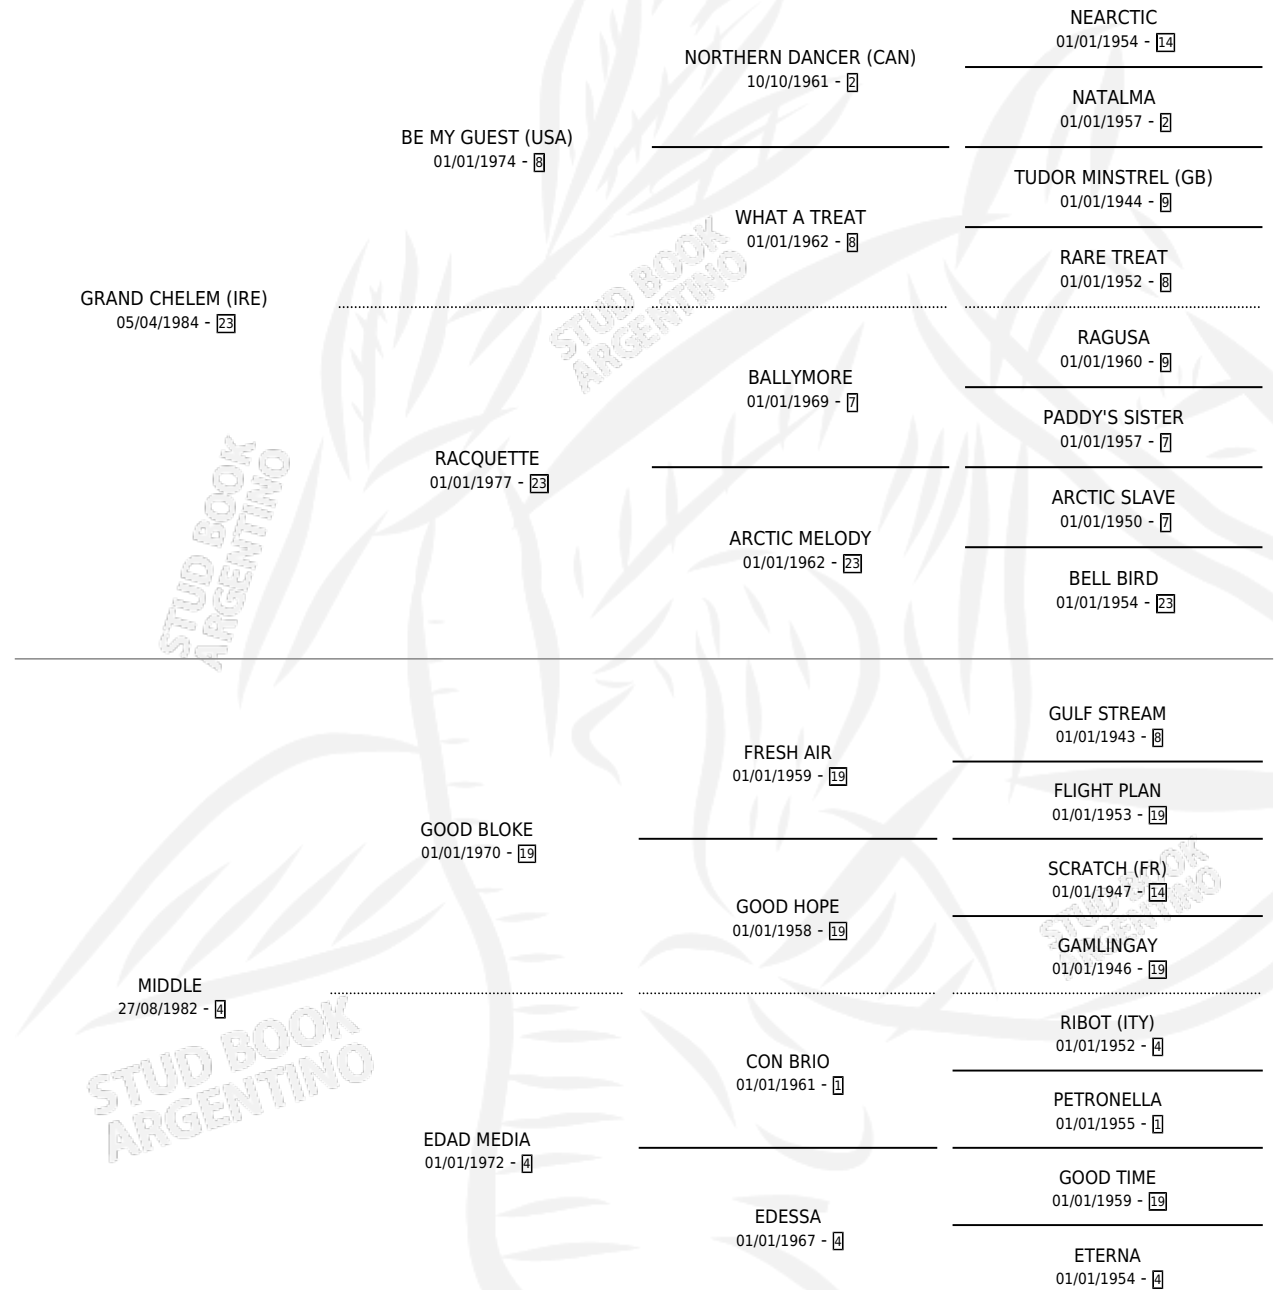 NEARCTIC
01/01/1954 - 14
NORTHERN DANCER (CAN)
10/10/1961 - 2
NATALMA
01/01/1957 - 2
BE MY GUEST (USA)
01/01/1974 - 8
TUDOR MINSTREL (GB)
01/01/1944 - 9
WHAT A TREAT
01/01/1962 - 8
RARE TREAT
01/01/1952 - 8
GRAND CHELEM (IRE)
05/04/1984 - 23
RAGUSA
01/01/1960 - 9
BALLYMORE
01/01/1969 - 7
PADDY'S SISTER
01/01/1957 - 7
RACQUETTE
01/01/1977 - 23
ARCTIC SLAVE
01/01/1950 - 7
ARCTIC MELODY
01/01/1962 - 23
BELL BIRD
01/01/1954 - 23
GULF STREAM
01/01/1943 - 8
FRESH AIR
01/01/1959 - 19
FLIGHT PLAN
01/01/1953 - 19
GOOD BLOKE
01/01/1970 - 19
SCRATCH (FR)
01/01/1947 - 14
GOOD HOPE
01/01/1958 - 19
GAMLINGAY
01/01/1946 - 19
MIDDLE
27/08/1982 - 4
RIBOT (ITY)
01/01/1952 - 4
CON BRIO
01/01/1961 - 1
PETRONELLA
01/01/1955 - 1
EDAD MEDIA
01/01/1972 - 4
GOOD TIME
01/01/1959 - 19
EDESSA
01/01/1967 - 4
ETERNA
01/01/1954 - 4
STUD BOOK
ARGENTINO
STUD BOOK
ARGENTINO
STUD BOOK
ARGENTINO
STUD BOOK
ARGENTINO